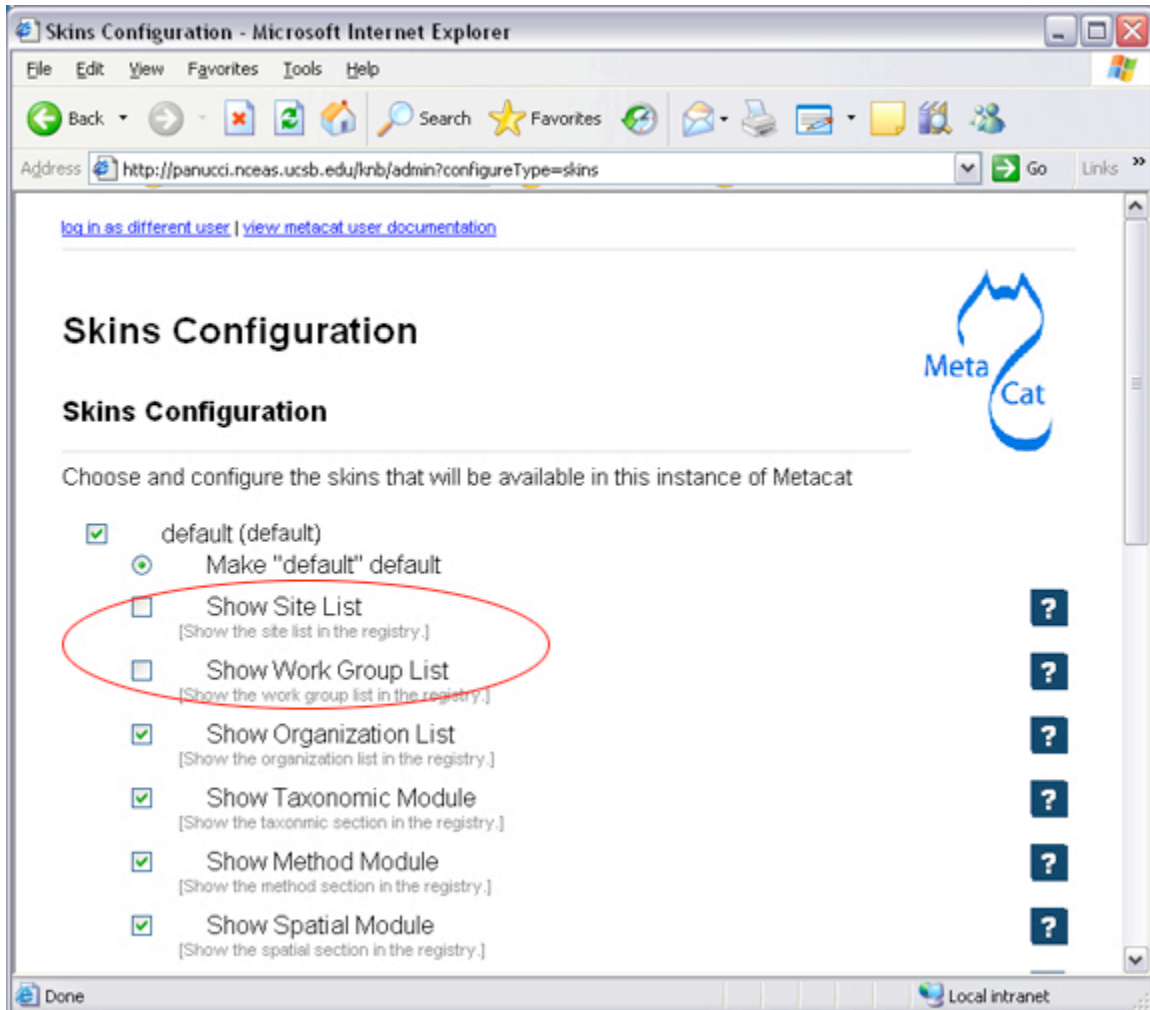 Skins Configuration - Microsoft Internet Explorer
File Edit View Favorites Tools Help
Back Search Favorites
Address http://panucci.nceas.ucsb.edu/knb/admin?configureType=skins Go Links »
log in as different user | view metacat user documentation
Skins Configuration
Meta Cat
Skins Configuration
Choose and configure the skins that will be available in this instance of Metacat
default (default)
Make "default" default
Show Site List ?
[Show the site list in the registry.]
Show Work Group List ?
[Show the work group list in the registry.]
Show Organization List ?
[Show the organization list in the registry.]
Show Taxonomic Module ?
[Show the taxonmic section in the registry.]
Show Method Module ?
[Show the method section in the registry.]
Show Spatial Module ?
[Show the spatial section in the registry.]
Done Local intranet